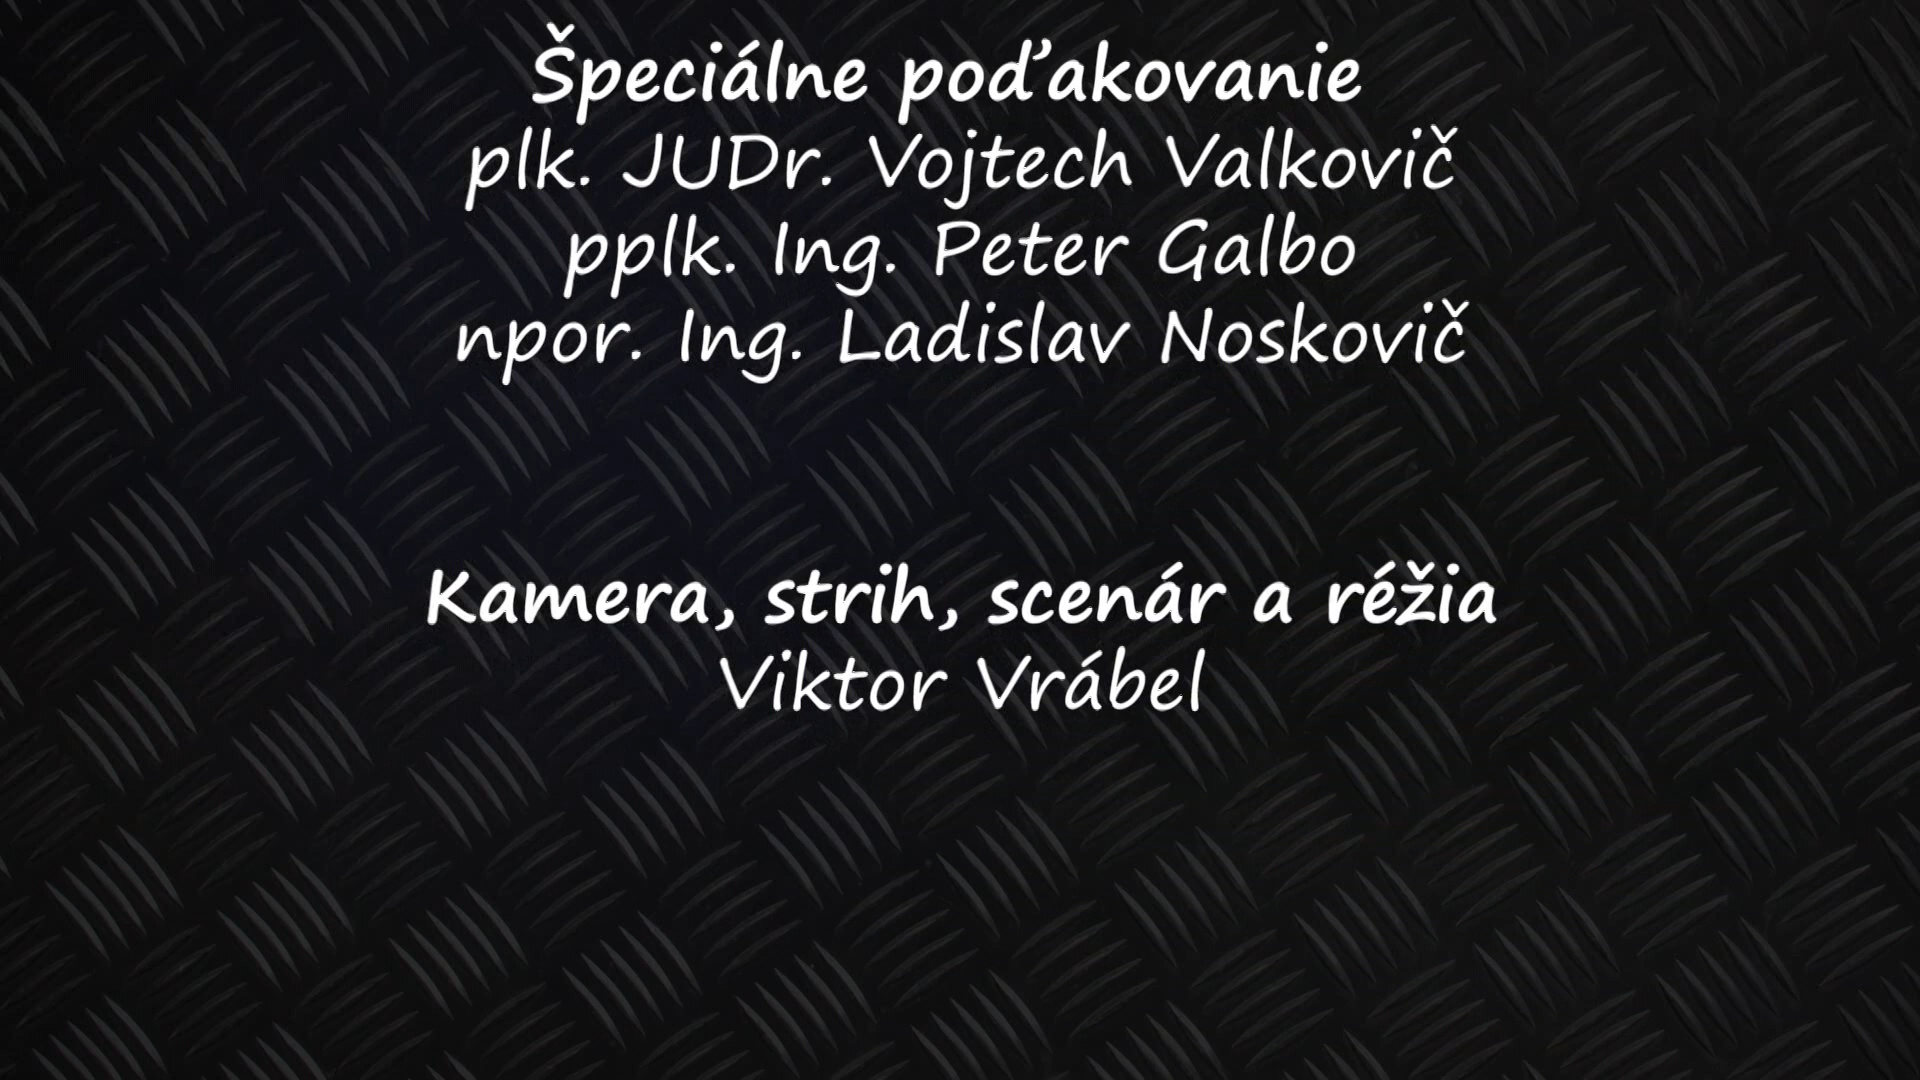 Špeciálne poďakovanie
plk. JUDr. Vojtech Valkovič
pplk. Ing. Peter Galbo
npor. Ing. Ladislav Noskovič
Kamera, strih, scenár a réžia
Viktor Vrábel